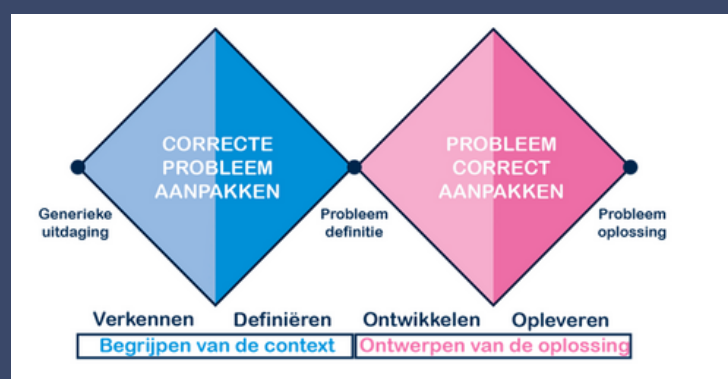 CORRECTE
PROBLEEM
AANPAKKEN
PROBLEEM
CORRECT
AANPAKKEN
Generieke
uitdaging
Probleem
definitie
Probleem
oplossing
Verkennen
Definiëren
Ontwikkelen
Opleveren
Begrijpen van de context
Ontwerpen van de oplossing